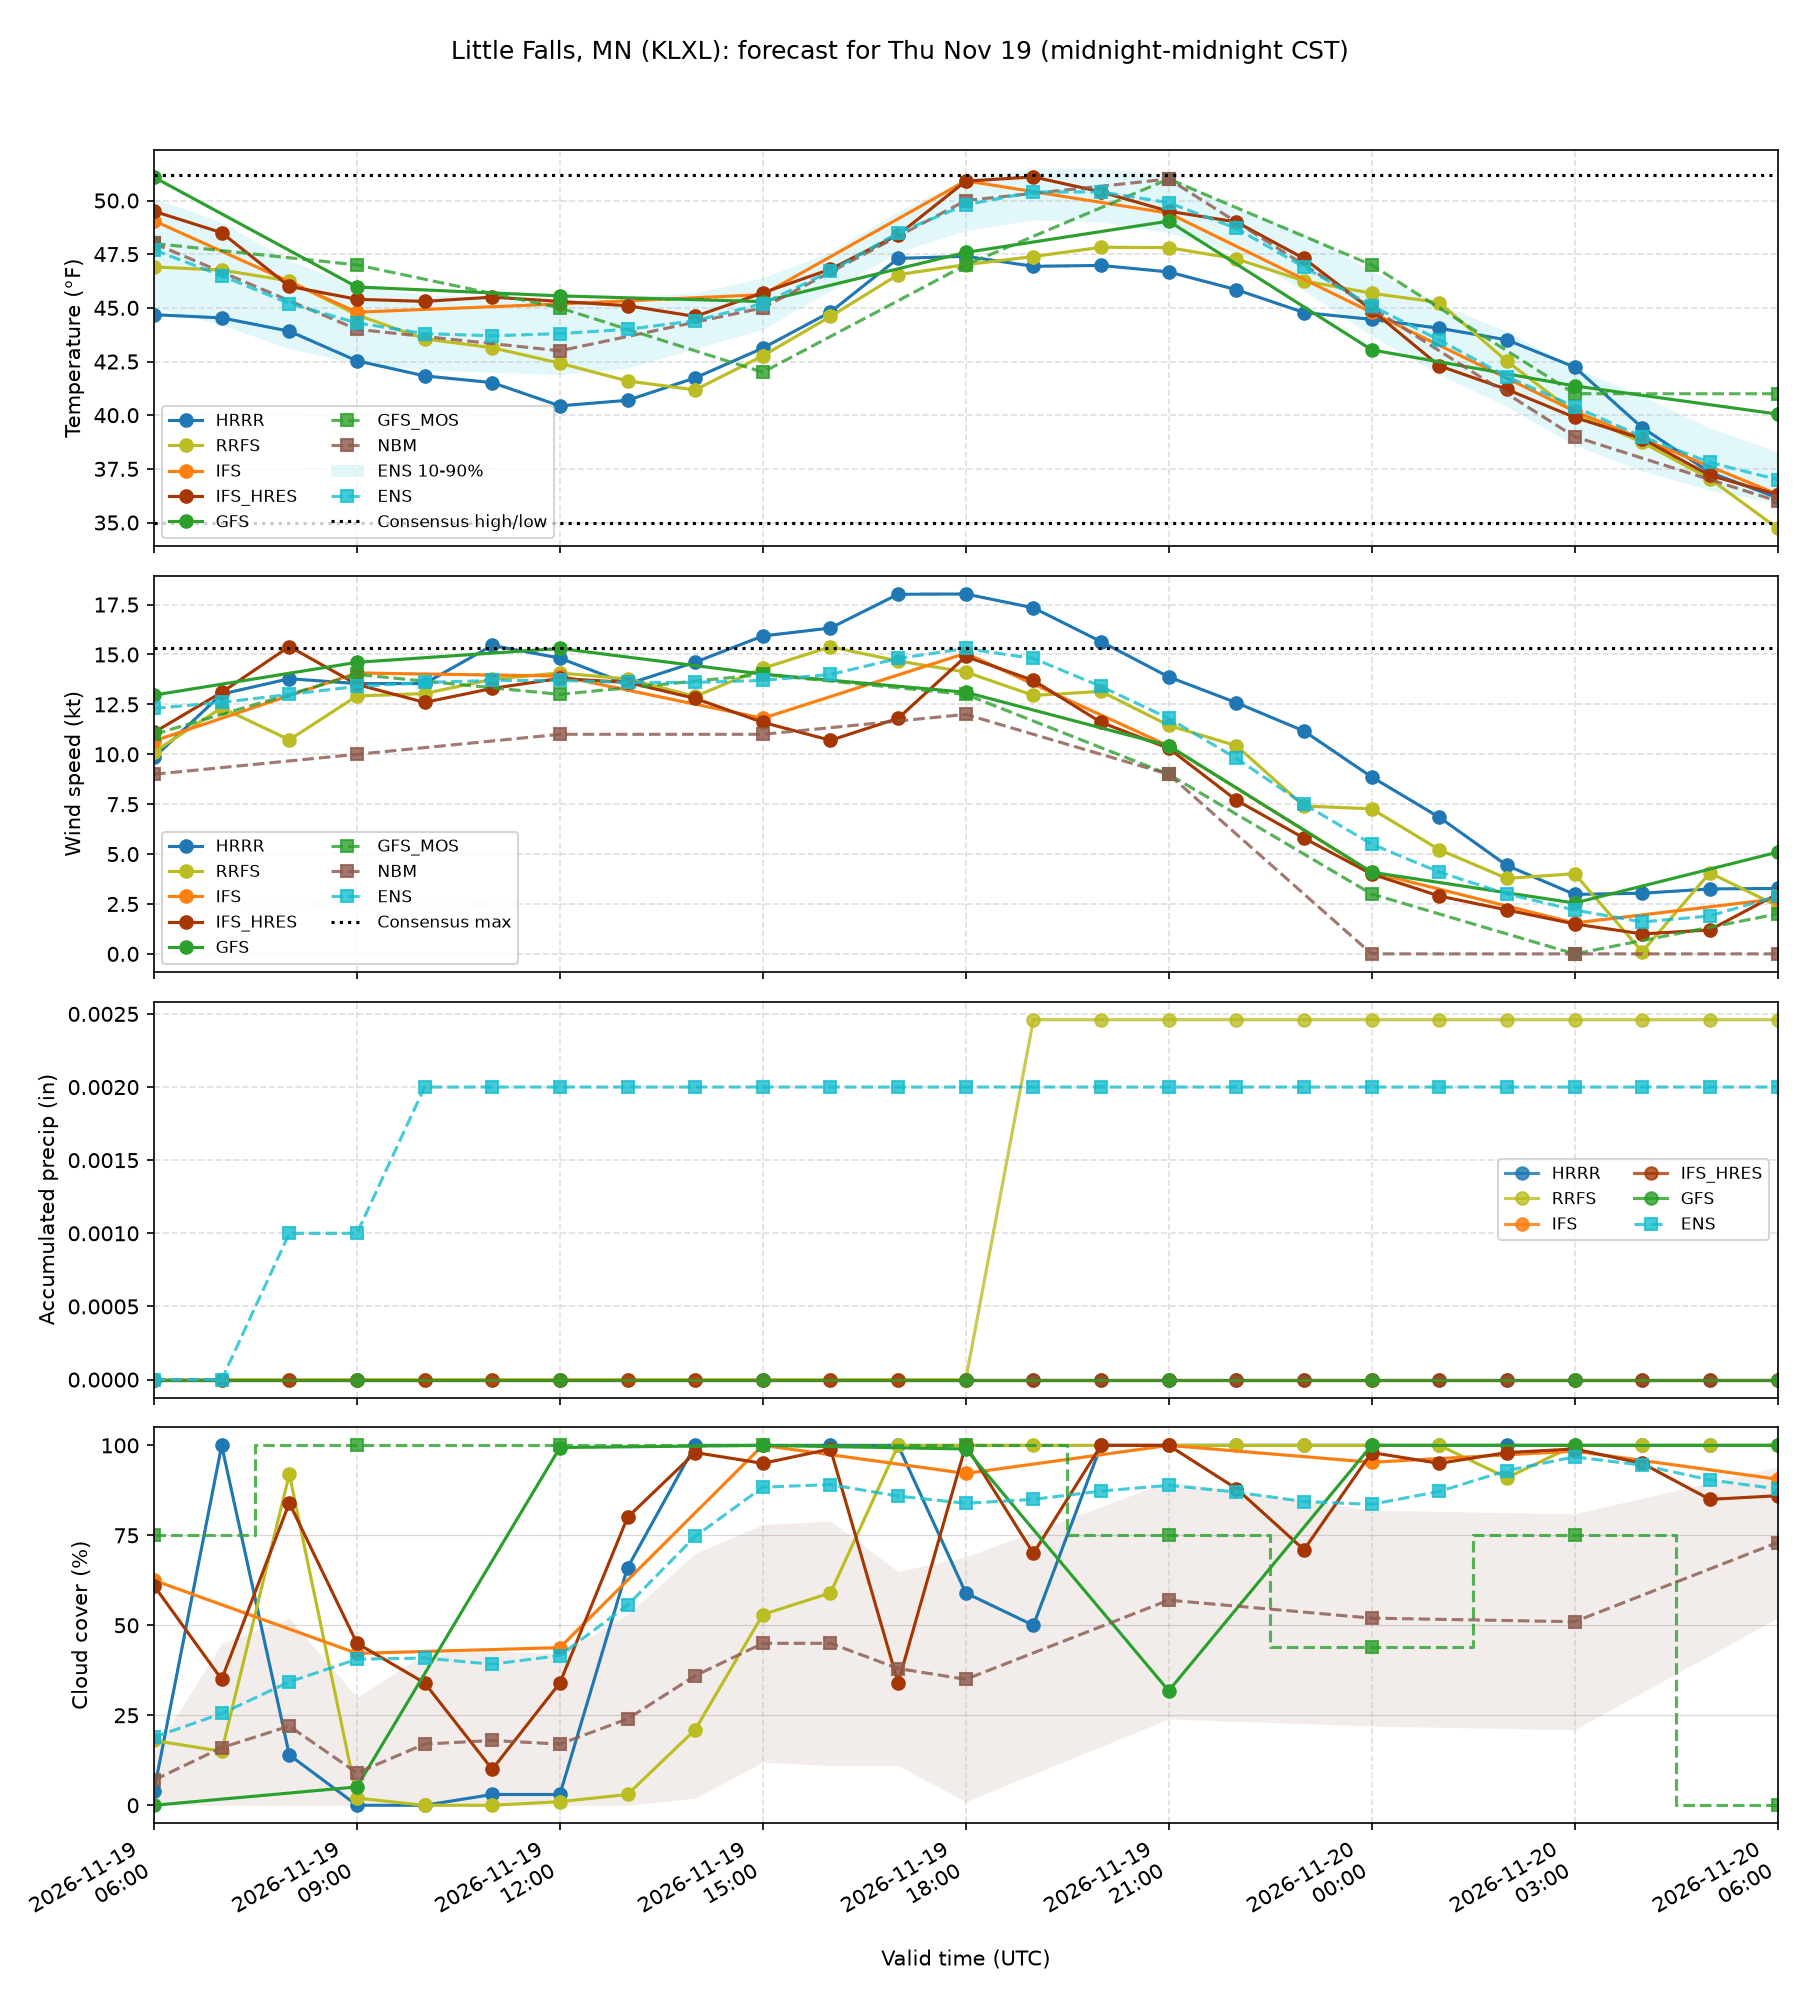 Little Falls, MN (KLXL): forecast for Thu Nov 19 (midnight-midnight CST)
Temperature (°F)
50.0
47.5
45.0
42.5
40.0
37.5
35.0
HRRR
RRFS
IFS
IFS_HRES
GFS
GFS_MOS
NBM
ENS 10-90%
ENS
Consensus high/low
Wind speed (kt)
17.5
15.0
12.5
10.0
7.5
5.0
2.5
0.0
HRRR
RRFS
IFS
IFS_HRES
GFS
GFS_MOS
NBM
ENS
Consensus max
Accumulated precip (in)
0.0025
0.0020
0.0015
0.0010
0.0005
0.0000
HRRR
RRFS
IFS
IFS_HRES
GFS
ENS
Cloud cover (%)
100
75
50
25
0
2026-11-19
06:00
2026-11-19
09:00
2026-11-19
12:00
2026-11-19
15:00
2026-11-19
18:00
2026-11-19
21:00
2026-11-20
00:00
2026-11-20
03:00
2026-11-20
06:00
Valid time (UTC)